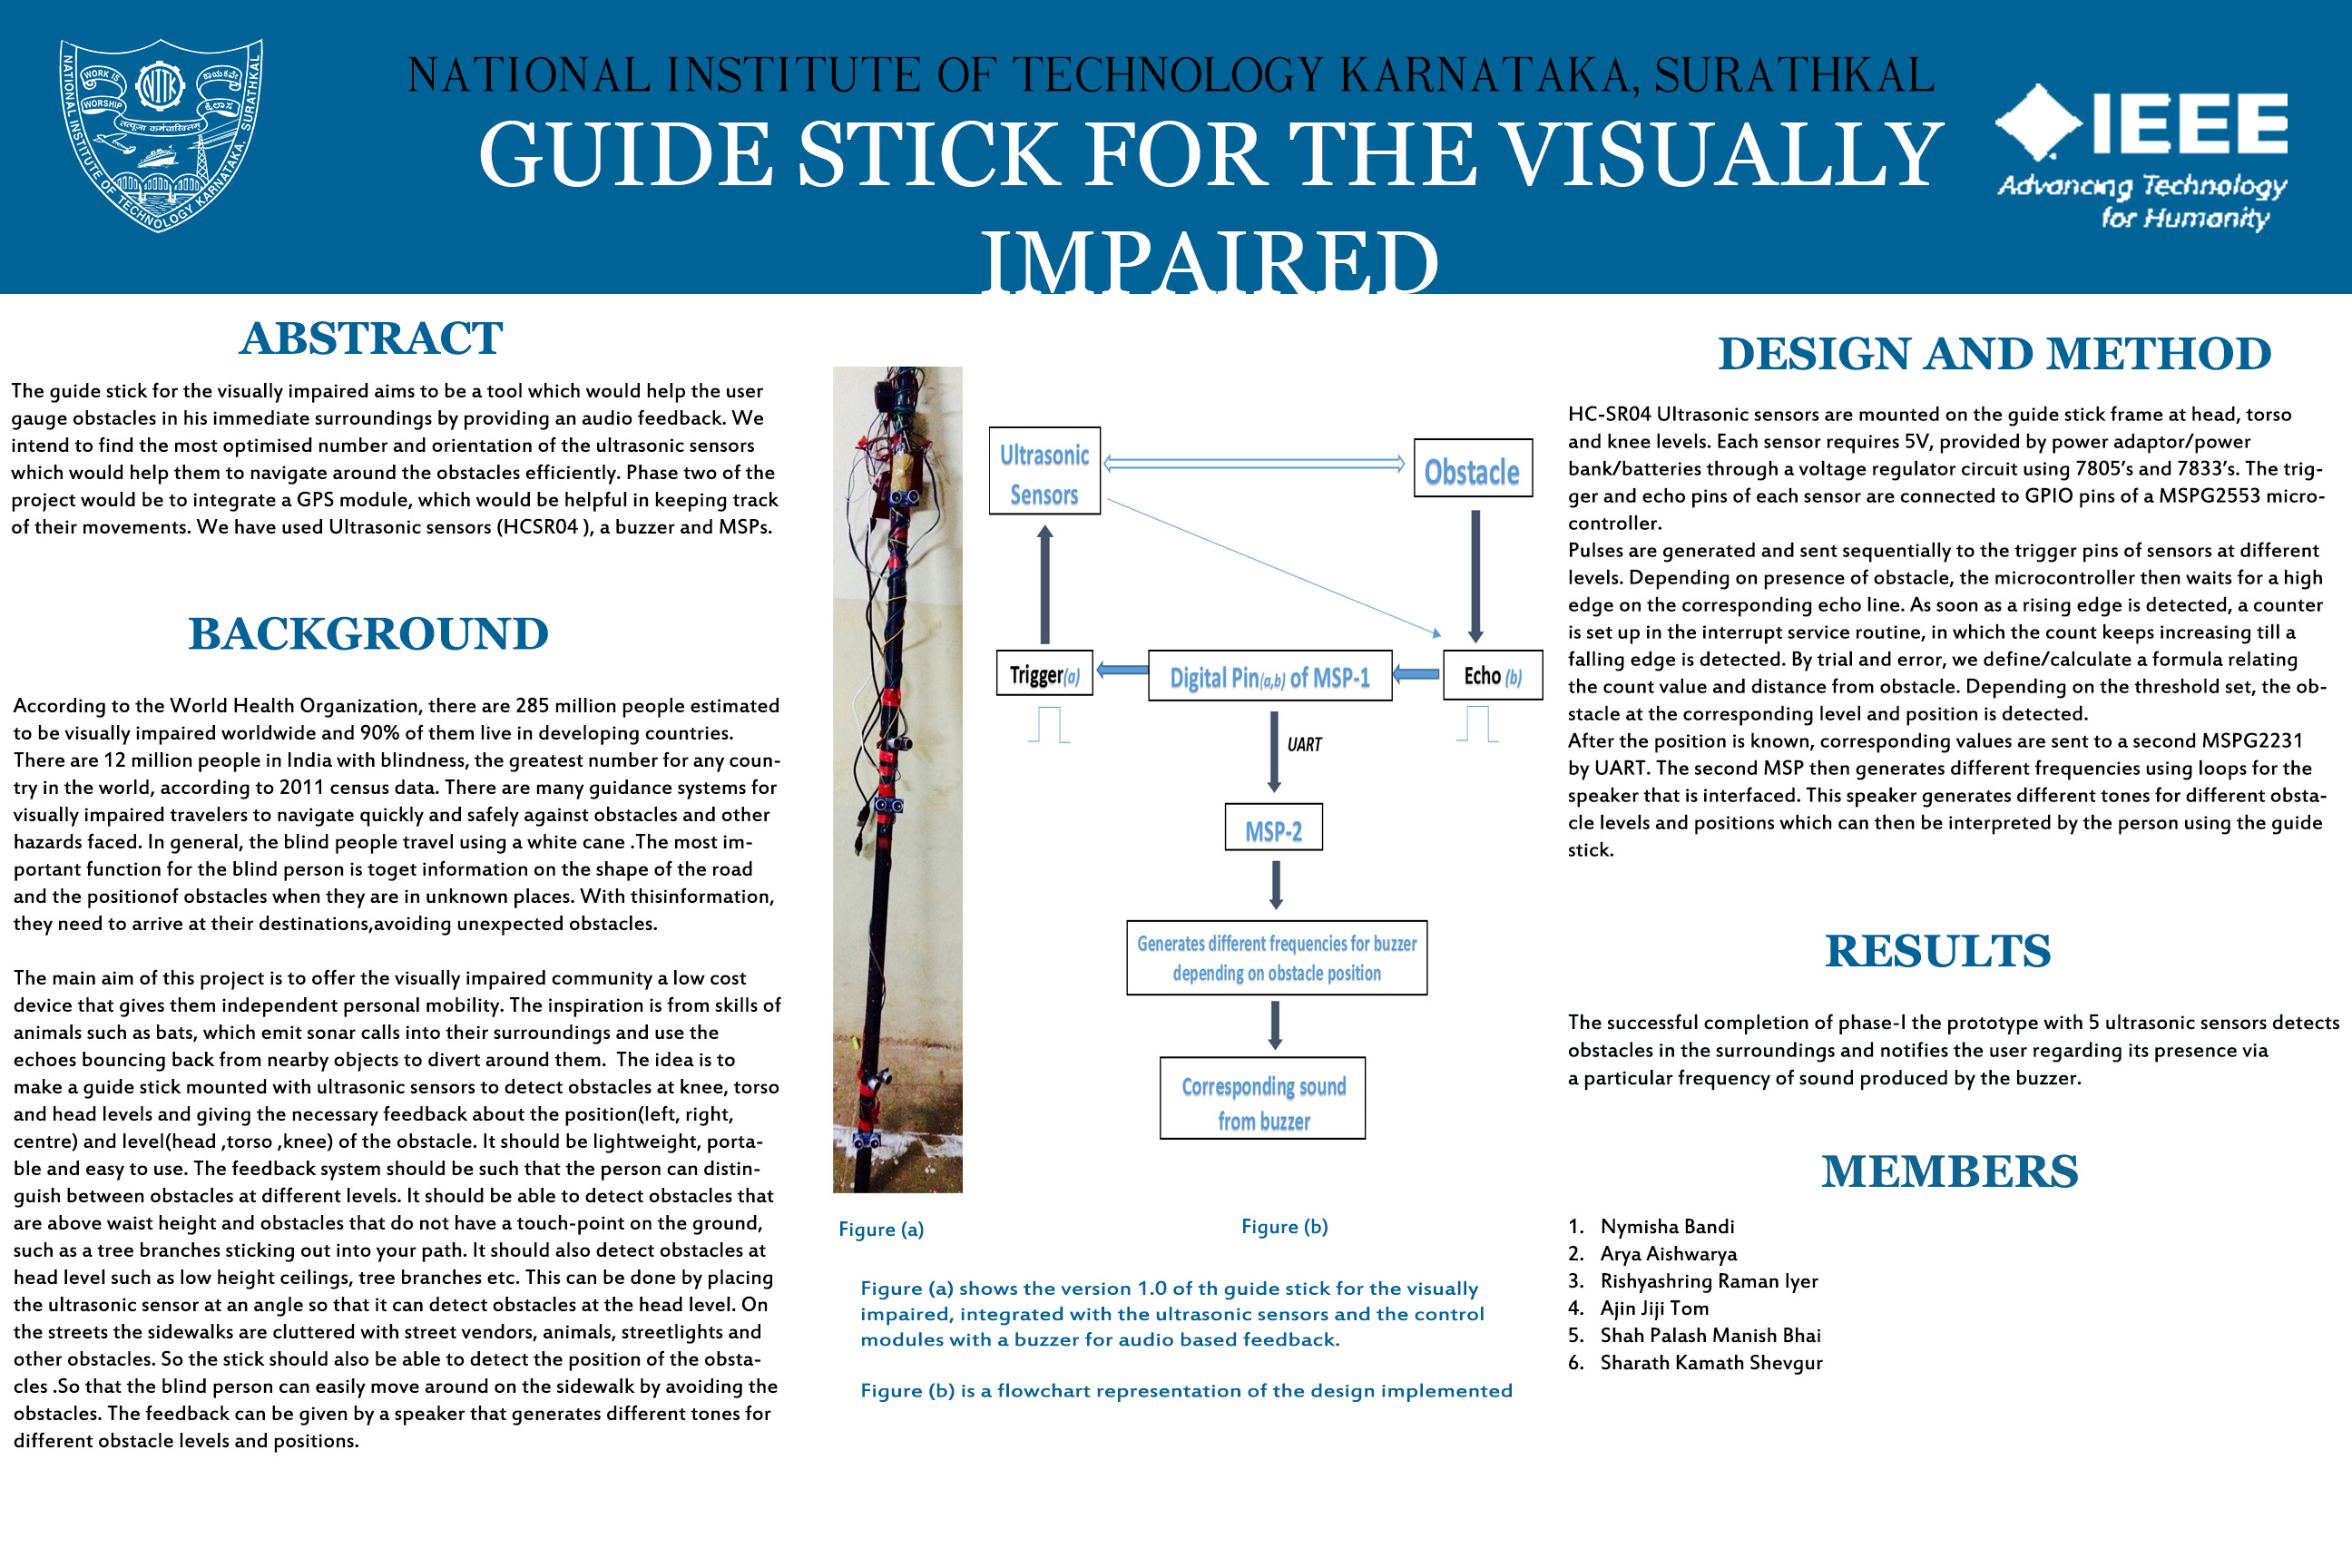 NATIONAL INSTITUTE OF TECHNOLOGY KARNATAKA, SURATHKAL
GUIDE STICK FOR THE VISUALLY
IMPAIRED
WORK IS
WORSHIP
NITK
ಕಾಯಕವೇ
ಕೈಲಾಸ
NATIONAL INSTITUTE OF TECHNOLOGY KARNATAKA, SURATHKAL
IEEE
Advancing Technology
for Humanity
ABSTRACT
The guide stick for the visually impaired aims to be a tool which would help the user
gauge obstacles in his immediate surroundings by providing an audio feedback. We
intend to find the most optimised number and orientation of the ultrasonic sensors
which would help them to navigate around the obstacles efficiently. Phase two of the
project would be to integrate a GPS module, which would be helpful in keeping track
of their movements. We have used Ultrasonic sensors (HCSR04 ), a buzzer and MSPs.
BACKGROUND
According to the World Health Organization, there are 285 million people estimated
to be visually impaired worldwide and 90% of them live in developing countries.
There are 12 million people in India with blindness, the greatest number for any coun-
try in the world, according to 2011 census data. There are many guidance systems for
visually impaired travelers to navigate quickly and safely against obstacles and other
hazards faced. In general, the blind people travel using a white cane .The most im-
portant function for the blind person is toget information on the shape of the road
and the positionof obstacles when they are in unknown places. With thisinformation,
they need to arrive at their destinations,avoiding unexpected obstacles.
The main aim of this project is to offer the visually impaired community a low cost
device that gives them independent personal mobility. The inspiration is from skills of
animals such as bats, which emit sonar calls into their surroundings and use the
echoes bouncing back from nearby objects to divert around them.  The idea is to
make a guide stick mounted with ultrasonic sensors to detect obstacles at knee, torso
and head levels and giving the necessary feedback about the position(left, right,
centre) and level(head ,torso ,knee) of the obstacle. It should be lightweight, porta-
ble and easy to use. The feedback system should be such that the person can distin-
guish between obstacles at different levels. It should be able to detect obstacles that
are above waist height and obstacles that do not have a touch-point on the ground,
such as a tree branches sticking out into your path. It should also detect obstacles at
head level such as low height ceilings, tree branches etc. This can be done by placing
the ultrasonic sensor at an angle so that it can detect obstacles at the head level. On
the streets the sidewalks are cluttered with street vendors, animals, streetlights and
other obstacles. So the stick should also be able to detect the position of the obsta-
cles .So that the blind person can easily move around on the sidewalk by avoiding the
obstacles. The feedback can be given by a speaker that generates different tones for
different obstacle levels and positions.
Ultrasonic
Sensors
Obstacle
Trigger(a)
Digital Pin(a,b) of MSP-1
Echo (b)
UART
MSP-2
Generates different frequencies for buzzer
depending on obstacle position
Corresponding sound
from buzzer
Figure (a)
Figure (b)
Figure (a) shows the version 1.0 of th guide stick for the visually
impaired, integrated with the ultrasonic sensors and the control
modules with a buzzer for audio based feedback.
Figure (b) is a flowchart representation of the design implemented
DESIGN AND METHOD
HC-SR04 Ultrasonic sensors are mounted on the guide stick frame at head, torso
and knee levels. Each sensor requires 5V, provided by power adaptor/power
bank/batteries through a voltage regulator circuit using 7805's and 7833's. The trig-
ger and echo pins of each sensor are connected to GPIO pins of a MSPG2553 micro-
controller.
Pulses are generated and sent sequentially to the trigger pins of sensors at different
levels. Depending on presence of obstacle, the microcontroller then waits for a high
edge on the corresponding echo line. As soon as a rising edge is detected, a counter
is set up in the interrupt service routine, in which the count keeps increasing till a
falling edge is detected. By trial and error, we define/calculate a formula relating
the count value and distance from obstacle. Depending on the threshold set, the ob-
stacle at the corresponding level and position is detected.
After the position is known, corresponding values are sent to a second MSPG2231
by UART. The second MSP then generates different frequencies using loops for the
speaker that is interfaced. This speaker generates different tones for different obsta-
cle levels and positions which can then be interpreted by the person using the guide
stick.
RESULTS
The successful completion of phase-I the prototype with 5 ultrasonic sensors detects
obstacles in the surroundings and notifies the user regarding its presence via
a particular frequency of sound produced by the buzzer.
MEMBERS
1. Nymisha Bandi
2. Arya Aishwarya
3. Rishyashring Raman Iyer
4. Ajin Jiji Tom
5. Shah Palash Manish Bhai
6. Sharath Kamath Shevgur